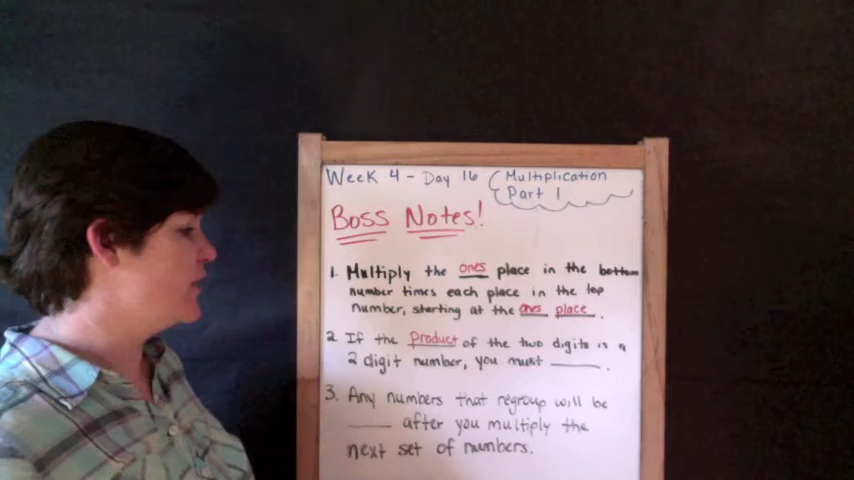 Week 4 - Day 16
Multiplication
Part 1
Boss Notes!
1. Multiply the ones place in the bottom
number times each place in the top
number, starting at the ones place.
2. If the product of the two digits is a
2 digit number, you must ______.
3. Any numbers that regroup will be
______ after you multiply the
next set of numbers.